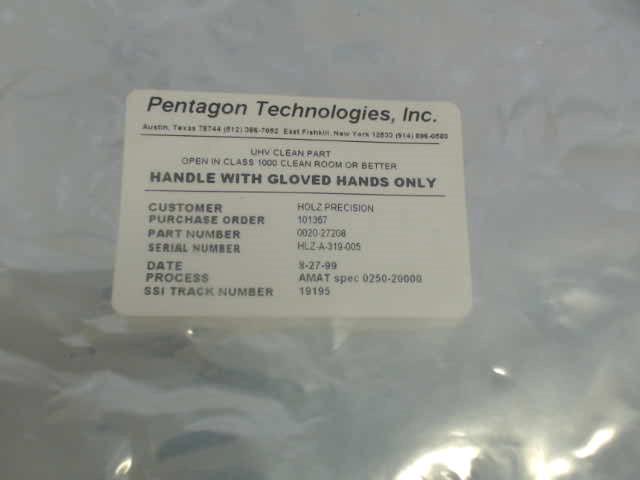 Pentagon Technologies, Inc.
Austin, Texas 78744 (512) 385-7052 East Fishkill, New York 12533 (914) 896-0580
UHV CLEAN PART
OPEN IN CLASS 1000 CLEAN ROOM OR BETTER
HANDLE WITH GLOVED HANDS ONLY
CUSTOMER HOLZ PRECISION
PURCHASE ORDER 101367
PART NUMBER 0020-27208
SERIAL NUMBER HLZ-A-319-005
DATE 8-27-99
PROCESS AMAT spec 0250-20000
SSI TRACK NUMBER 19195